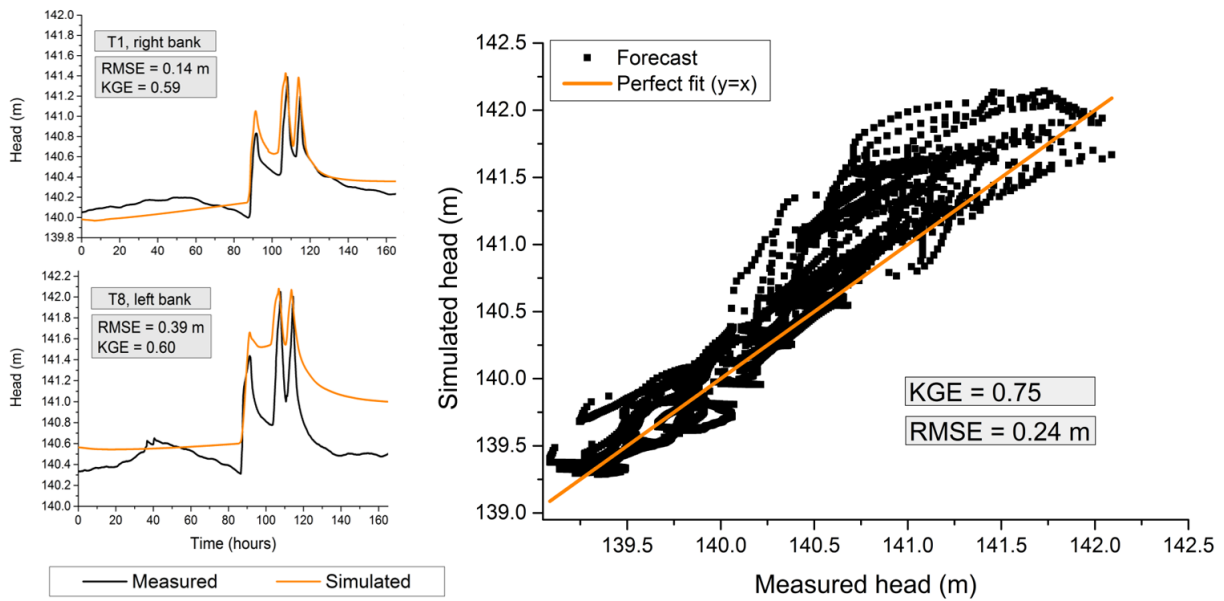 142.0
141.8
141.6
141.4
141.2
141.0
140.8
140.6
140.4
140.2
140.0
139.8
Head (m)
T1, right bank
RMSE = 0.14 m
KGE = 0.59
0 20 40 60 80 100 120 140 160
142.2
142.0
141.8
141.6
141.4
141.2
141.0
140.8
140.6
140.4
140.2
140.0
Head (m)
T8, left bank
RMSE = 0.39 m
KGE = 0.60
0 20 40 60 80 100 120 140 160
Time (hours)
Measured Simulated
142.5
142.0
141.5
141.0
140.5
140.0
139.5
139.0
Simulated head (m)
Forecast
Perfect fit (y=x)
KGE = 0.75
RMSE = 0.24 m
139.5 140.0 140.5 141.0 141.5 142.0 142.5
Measured head (m)